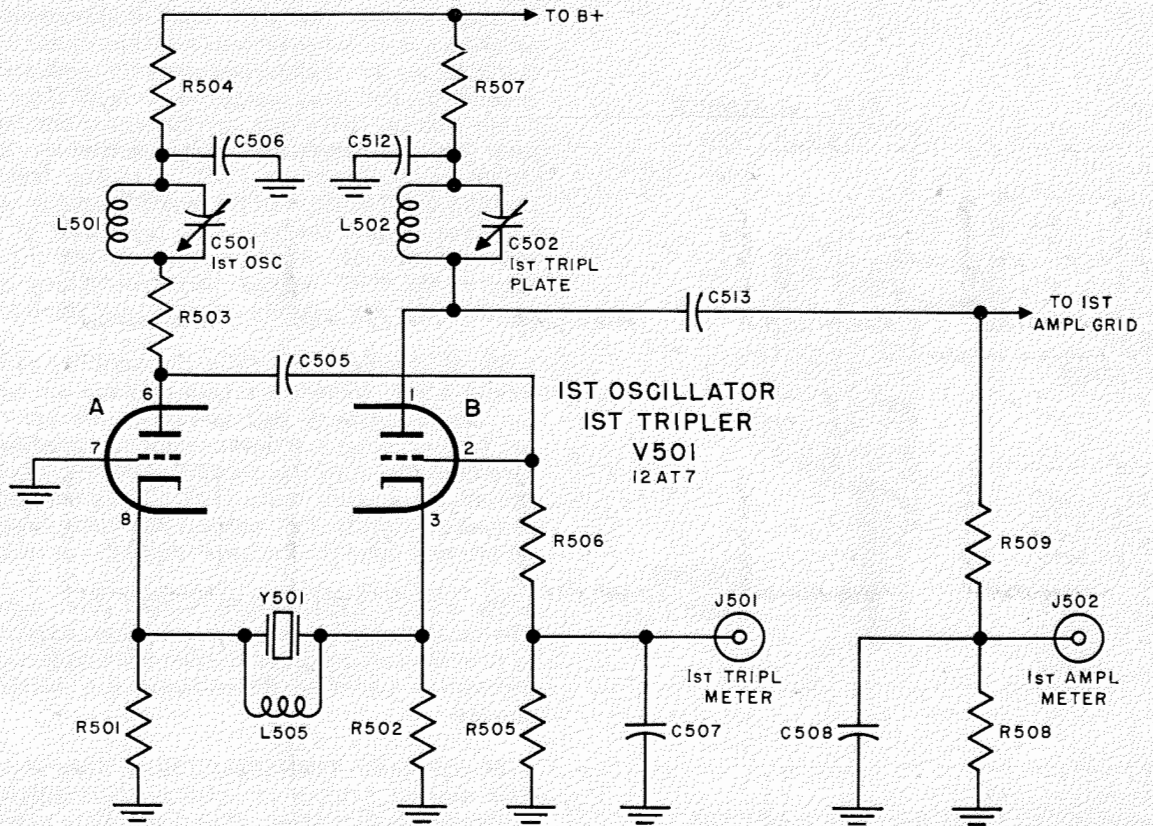 TO B+
R504
R507
C506
C512
L501
C501
1ST OSC
L502
C502
1ST TRIPL
PLATE
R503
C513
TO 1ST
AMPL GRID
C505
6
1
A
B
7
2
8
3
1ST OSCILLATOR
1ST TRIPLER
V501
12AT7
R506
R509
Y501
J501
J502
1ST TRIPL
METER
1ST AMPL
METER
R501
L505
R502
R505
C507
C508
R508